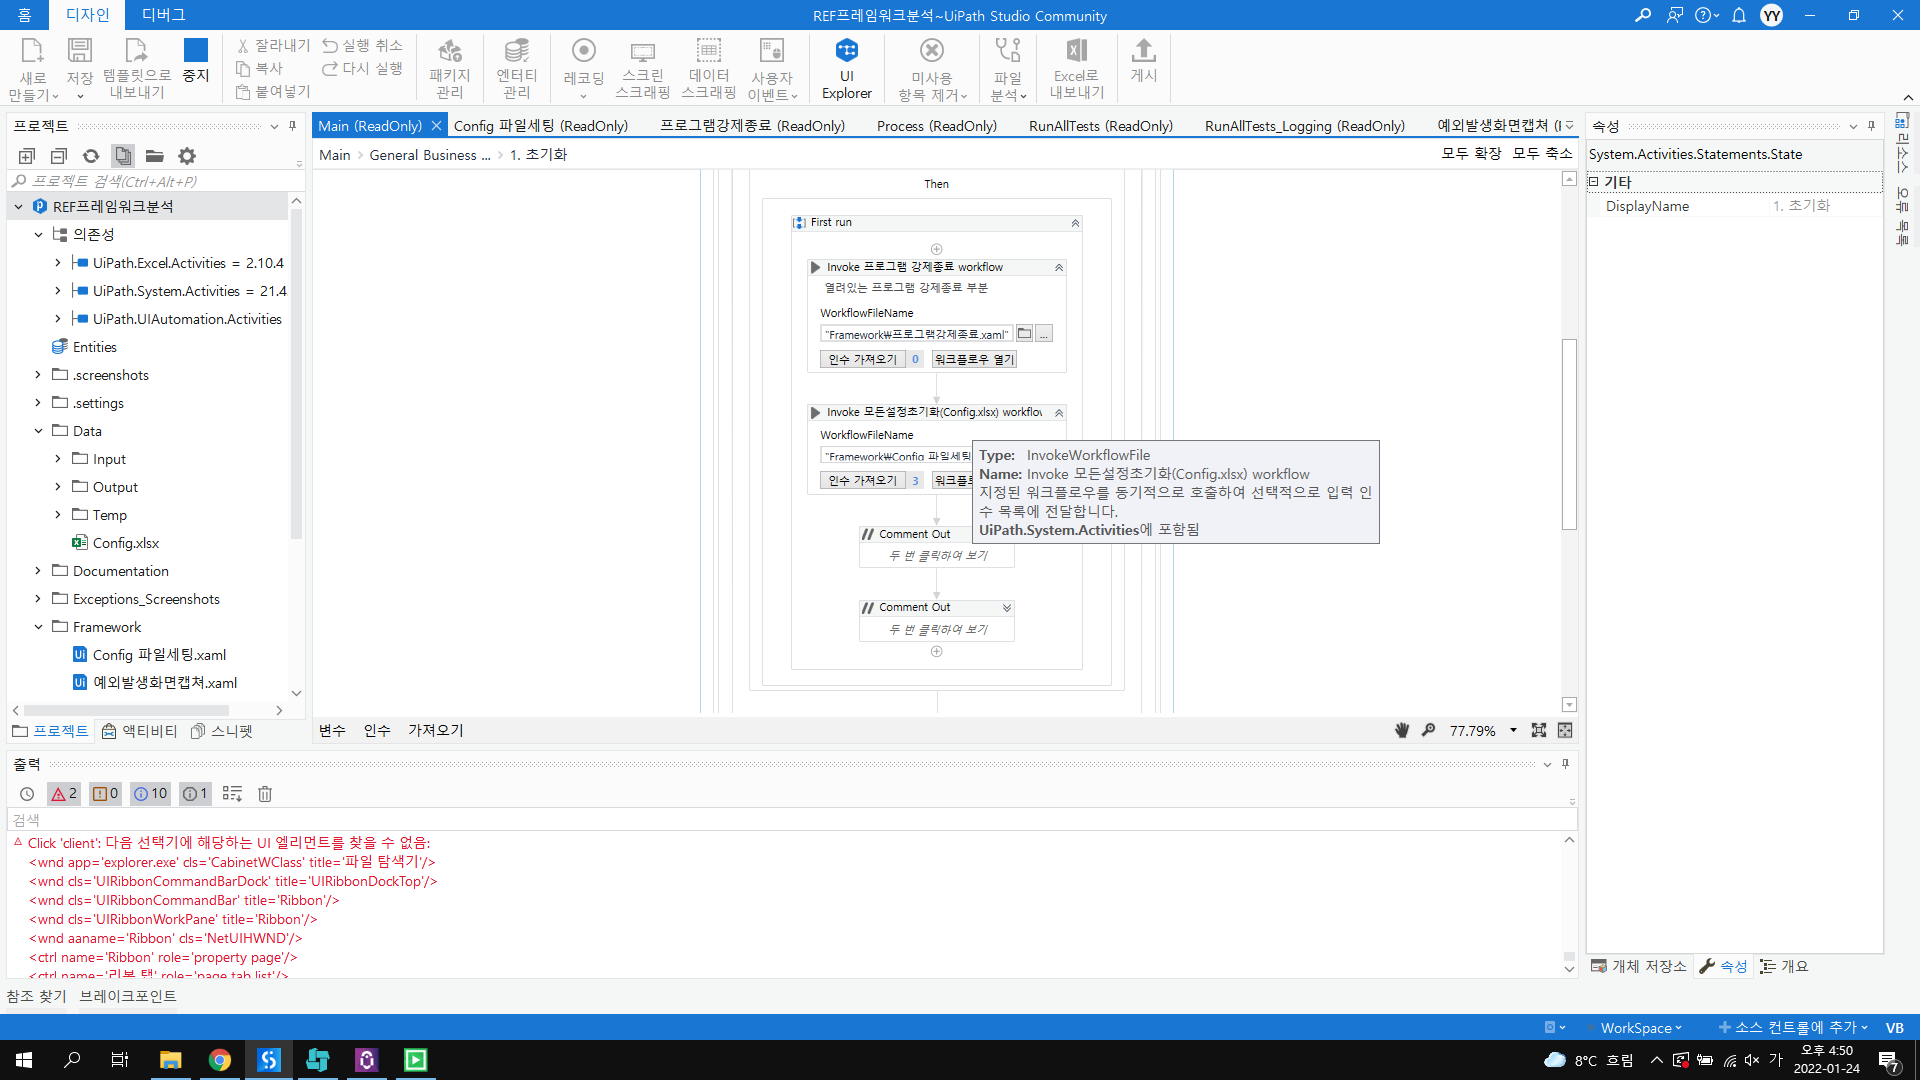 홈
디자인
디버그
REF프레임워크분석~UiPath Studio Community
YY
새로 만들기
저장
템플릿으로 내보내기
중지
잘라내기
복사
붙여넣기
실행 취소
다시 실행
패키지 관리
엔터티 관리
레코딩
스크린 스크래핑
데이터 스크래핑
사용자 이벤트
UI Explorer
미사용 항목 제거
파일 분석
Excel로 내보내기
게시
프로젝트
프로젝트 검색(Ctrl+Alt+P)
REF프레임워크분석
의존성
UiPath.Excel.Activities = 2.10.4
UiPath.System.Activities = 21.4
UiPath.UIAutomation.Activities
Entities
.screenshots
.settings
Data
Input
Output
Temp
Config.xlsx
Documentation
Exceptions_Screenshots
Framework
Config 파일세팅.xaml
예외발생화면캡쳐.xaml
프로젝트
액티비티
스니펫
Main (ReadOnly)
Config 파일세팅 (ReadOnly)
프로그램강제종료 (ReadOnly)
Process (ReadOnly)
RunAllTests (ReadOnly)
RunAllTests_Logging (ReadOnly)
예외발생화면캡쳐 (
Main > General Business ... > 1. 초기화
모두 확장 모두 축소
Then
First run
Invoke 프로그램 강제종료 workflow
열려있는 프로그램 강제종료 부분
WorkflowFileName
"Framework₩프로그램강제종료.xaml"
...
인수 가져오기 0
워크플로우 열기
Invoke 모든설정초기화(Config.xlsx) workflow
WorkflowFileName
"Framework₩Config 파일세팅
인수 가져오기 3
워크플로
Type: InvokeWorkflowFile
Name: Invoke 모든설정초기화(Config.xlsx) workflow
지정된 워크플로우를 동기적으로 호출하여 선택적으로 입력 인
수 목록에 전달합니다.
UiPath.System.Activities에 포함됨
Comment Out
두 번 클릭하여 보기
Comment Out
두 번 클릭하여 보기
변수
인수
가져오기
77.79%
속성
System.Activities.Statements.State
기타
DisplayName
1. 초기화
리소스
오류 목록
개체 저장소
속성
개요
출력
2
0
10
1
검색
Click 'client': 다음 선택기에 해당하는 UI 엘리먼트를 찾을 수 없음:
<wnd app='explorer.exe' cls='CabinetWClass' title='파일 탐색기'/>
<wnd cls='UIRibbonCommandBarDock' title='UIRibbonDockTop'/>
<wnd cls='UIRibbonCommandBar' title='Ribbon'/>
<wnd cls='UIRibbonWorkPane' title='Ribbon'/>
<wnd aaname='Ribbon' cls='NetUIHWND'/>
<ctrl name='Ribbon' role='property page'/>
<ctrl name='리본 탭' role='page tab list'/>
참조 찾기
브레이크포인트
WorkSpace
소스 컨트롤에 추가
VB
8°C 흐림
가
오후 4:50
2022-01-24
7